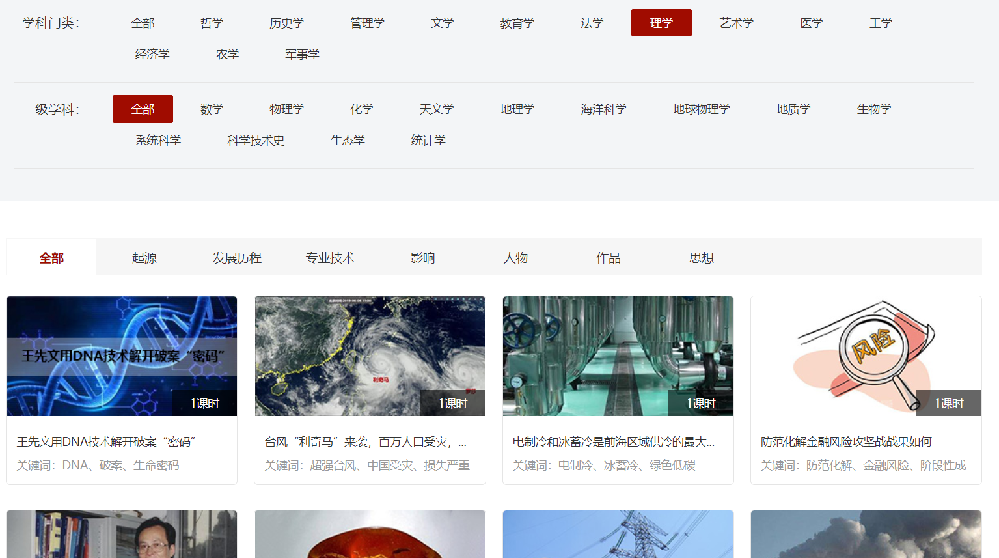 学科门类： 全部 哲学 历史学 管理学 文学 教育学 法学 理学 艺术学 医学 工学
经济学 农学 军事学
一级学科： 全部 数学 物理学 化学 天文学 地理学 海洋科学 地球物理学 地质学 生物学
系统科学 科学技术史 生态学 统计学
全部 起源 发展历程 专业技术 影响 人物 作品 思想
王先文用DNA技术解开破案“密码”
1课时
利奇马
1课时
1课时
风险
1课时
王先文用DNA技术解开破案“密码”
关键词：DNA、破案、生命密码
台风“利奇马”来袭，百万人口受灾，...
关键词：超强台风、中国受灾、损失严重
电制冷和冰蓄冷是前海区域供冷的最大...
关键词：电制冷、冰蓄冷、绿色低碳
防范化解金融风险攻坚战战果如何
关键词：防范化解、金融风险、阶段性成